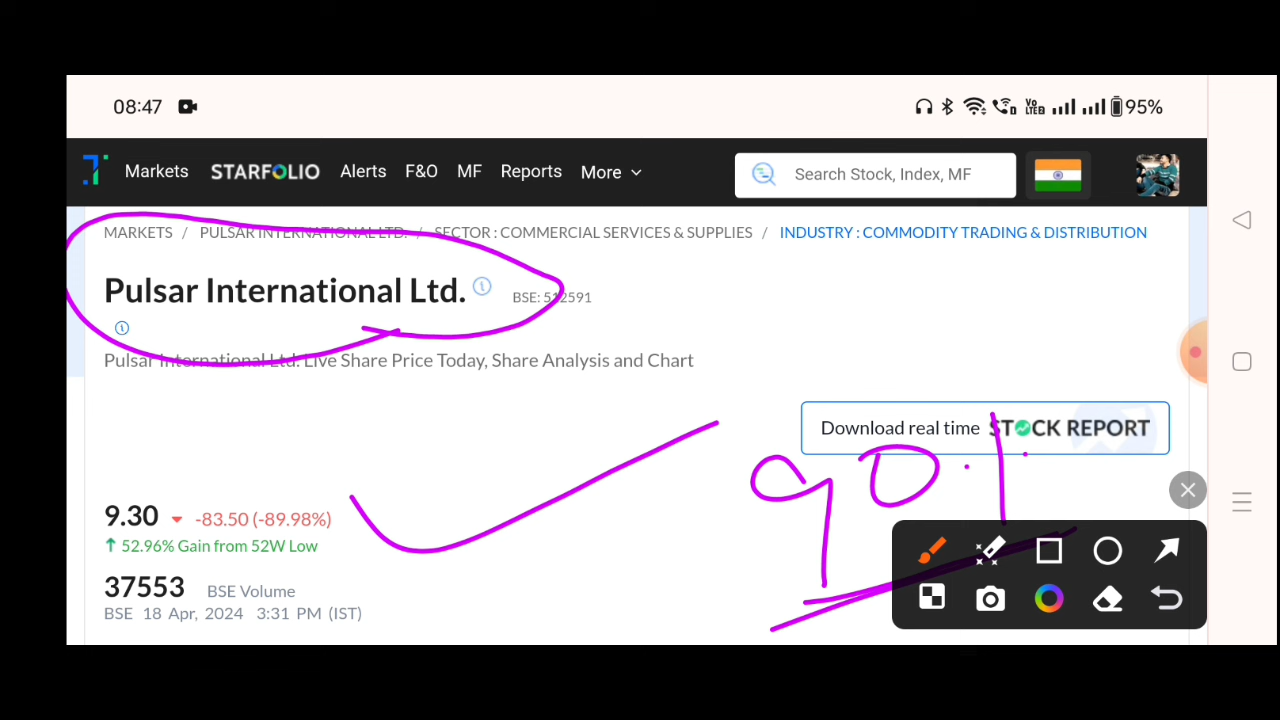 08:47 Vo LTE 95%
Markets STARFOLIO Alerts F&O MF Reports More Search Stock, Index, MF
MARKETS / PULSAR INTERNATIONAL LTD. / SECTOR : COMMERCIAL SERVICES & SUPPLIES / INDUSTRY : COMMODITY TRADING & DISTRIBUTION
Pulsar International Ltd. BSE: 512591
Pulsar International Ltd. Live Share Price Today, Share Analysis and Chart
Download real time STOCK REPORT
90%
9.30 -83.50 (-89.98%)
52.96% Gain from 52W Low
37553 BSE Volume
BSE 18 Apr, 2024 3:31 PM (IST)